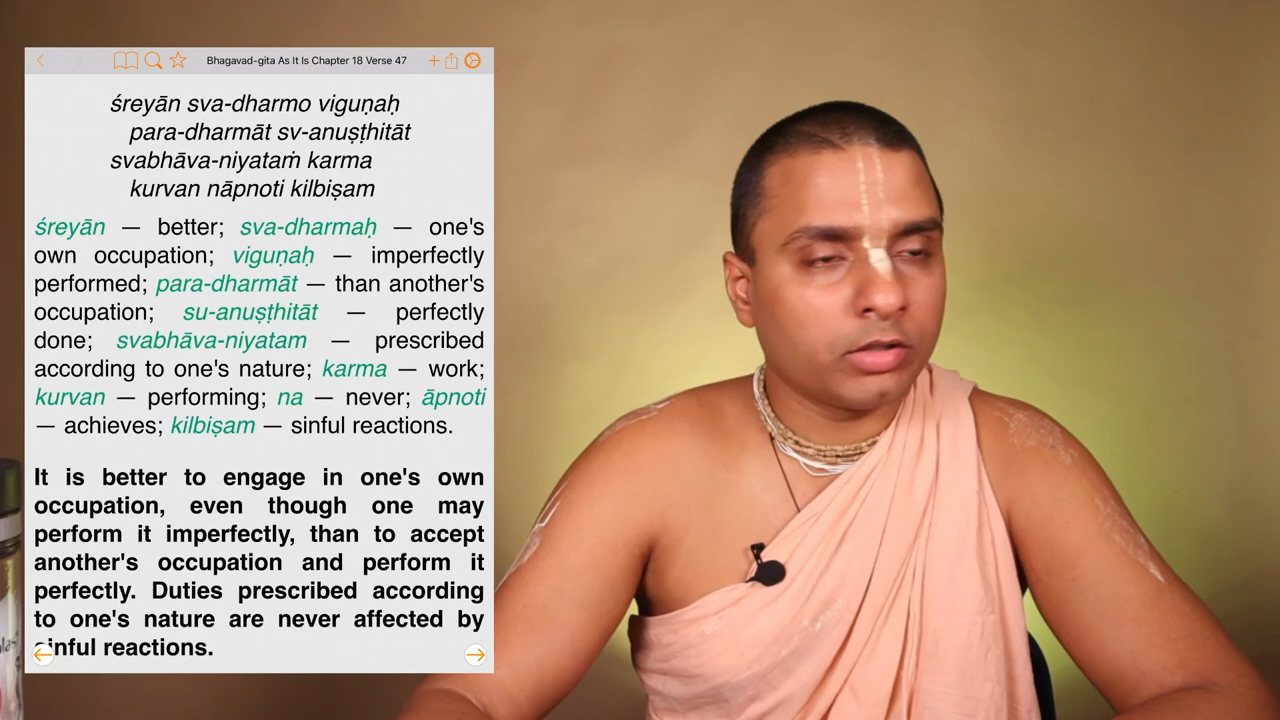 Bhagavad-gita As It Is Chapter 18 Verse 47
śreyān sva-dharmo viguṇaḥ
para-dharmāt sv-anuṣṭhitāt
svabhāva-niyataṁ karma
kurvan nāpnoti kilbiṣam
śreyān — better; sva-dharmaḥ — one's
own occupation; viguṇaḥ — imperfectly
performed; para-dharmāt — than another's
occupation; su-anuṣṭhitāt — perfectly
done; svabhāva-niyatam — prescribed
according to one's nature; karma — work;
kurvan — performing; na — never; āpnoti
— achieves; kilbiṣam — sinful reactions.
It is better to engage in one's own
occupation, even though one may
perform it imperfectly, than to accept
another's occupation and perform it
perfectly. Duties prescribed according
to one's nature are never affected by
sinful reactions.